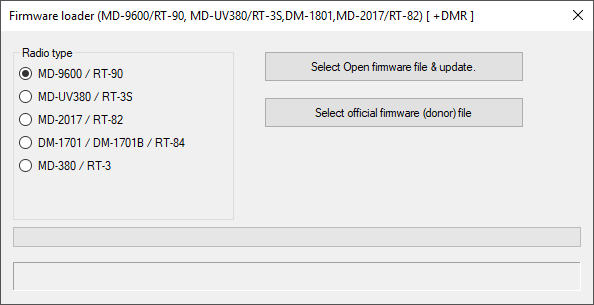 Firmware loader (MD-9600/RT-90, MD-UV380/RT-3S,DM-1801,MD-2017/RT-82) [ +DMR ]
Radio type
MD-9600 / RT-90
MD-UV380 / RT-3S
MD-2017 / RT-82
DM-1701 / DM-1701B / RT-84
MD-380 / RT-3
Select Open firmware file & update.
Select official firmware (donor) file